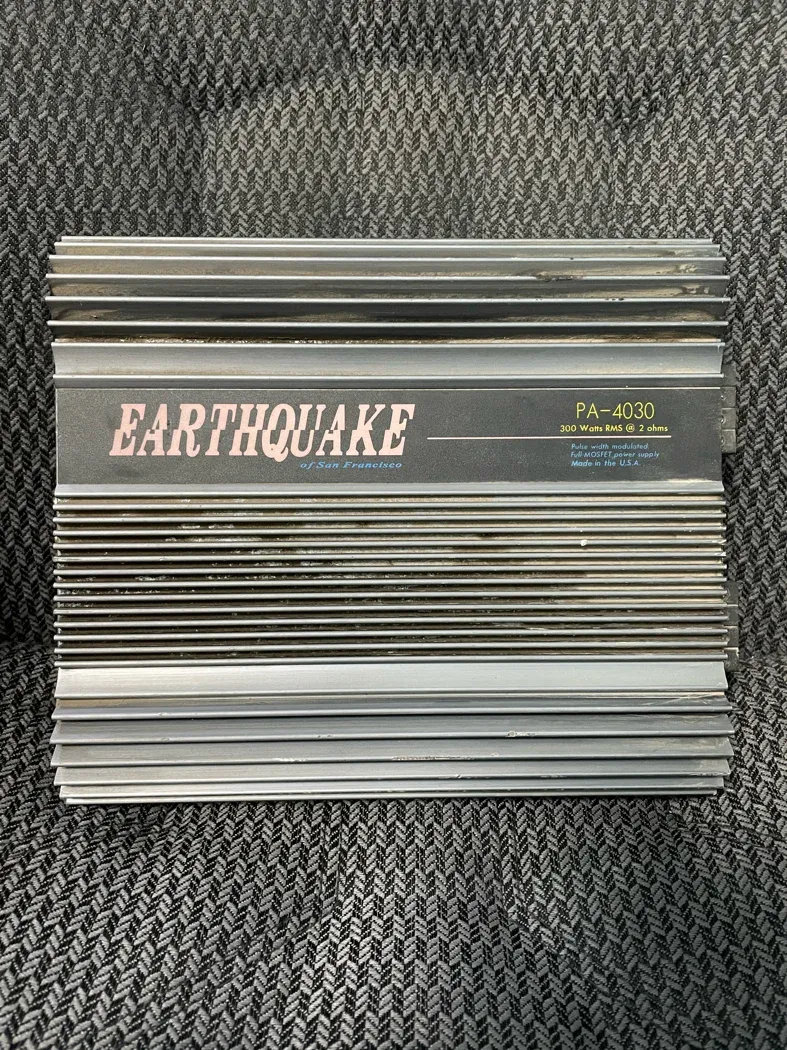 EARTHQUAKE
of San Francisco
PA-4030
300 Watts RMS @ 2 ohms
Pulse width modulated
Full-MOSFET power supply
Made in the U.S.A.